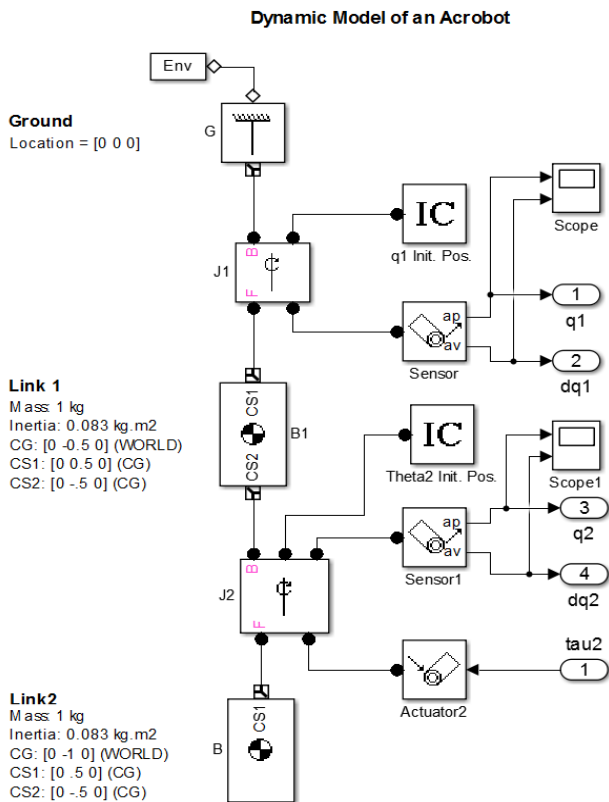 Dynamic Model of an Acrobot
Env
Ground
Location = [0 0 0]
G
J1
B
F
IC
q1 Init. Pos.
Scope
ap
av
Sensor
1
q1
2
dq1
Link 1
Mass: 1 kg
Inertia: 0.083 kg.m2
CG: [0 -0.5 0] (WORLD)
CS1: [0 0.5 0] (CG)
CS2: [0 -.5 0] (CG)
CS1
CS2
B1
IC
Theta2 Init. Pos.
Scope1
J2
B
F
ap
av
Sensor1
3
q2
4
dq2
tau2
1
Actuator2
Link2
Mass: 1 kg
Inertia: 0.083 kg.m2
CG: [0 -1 0] (WORLD)
CS1: [0 .5 0] (CG)
CS2: [0 -.5 0] (CG)
B
CS1